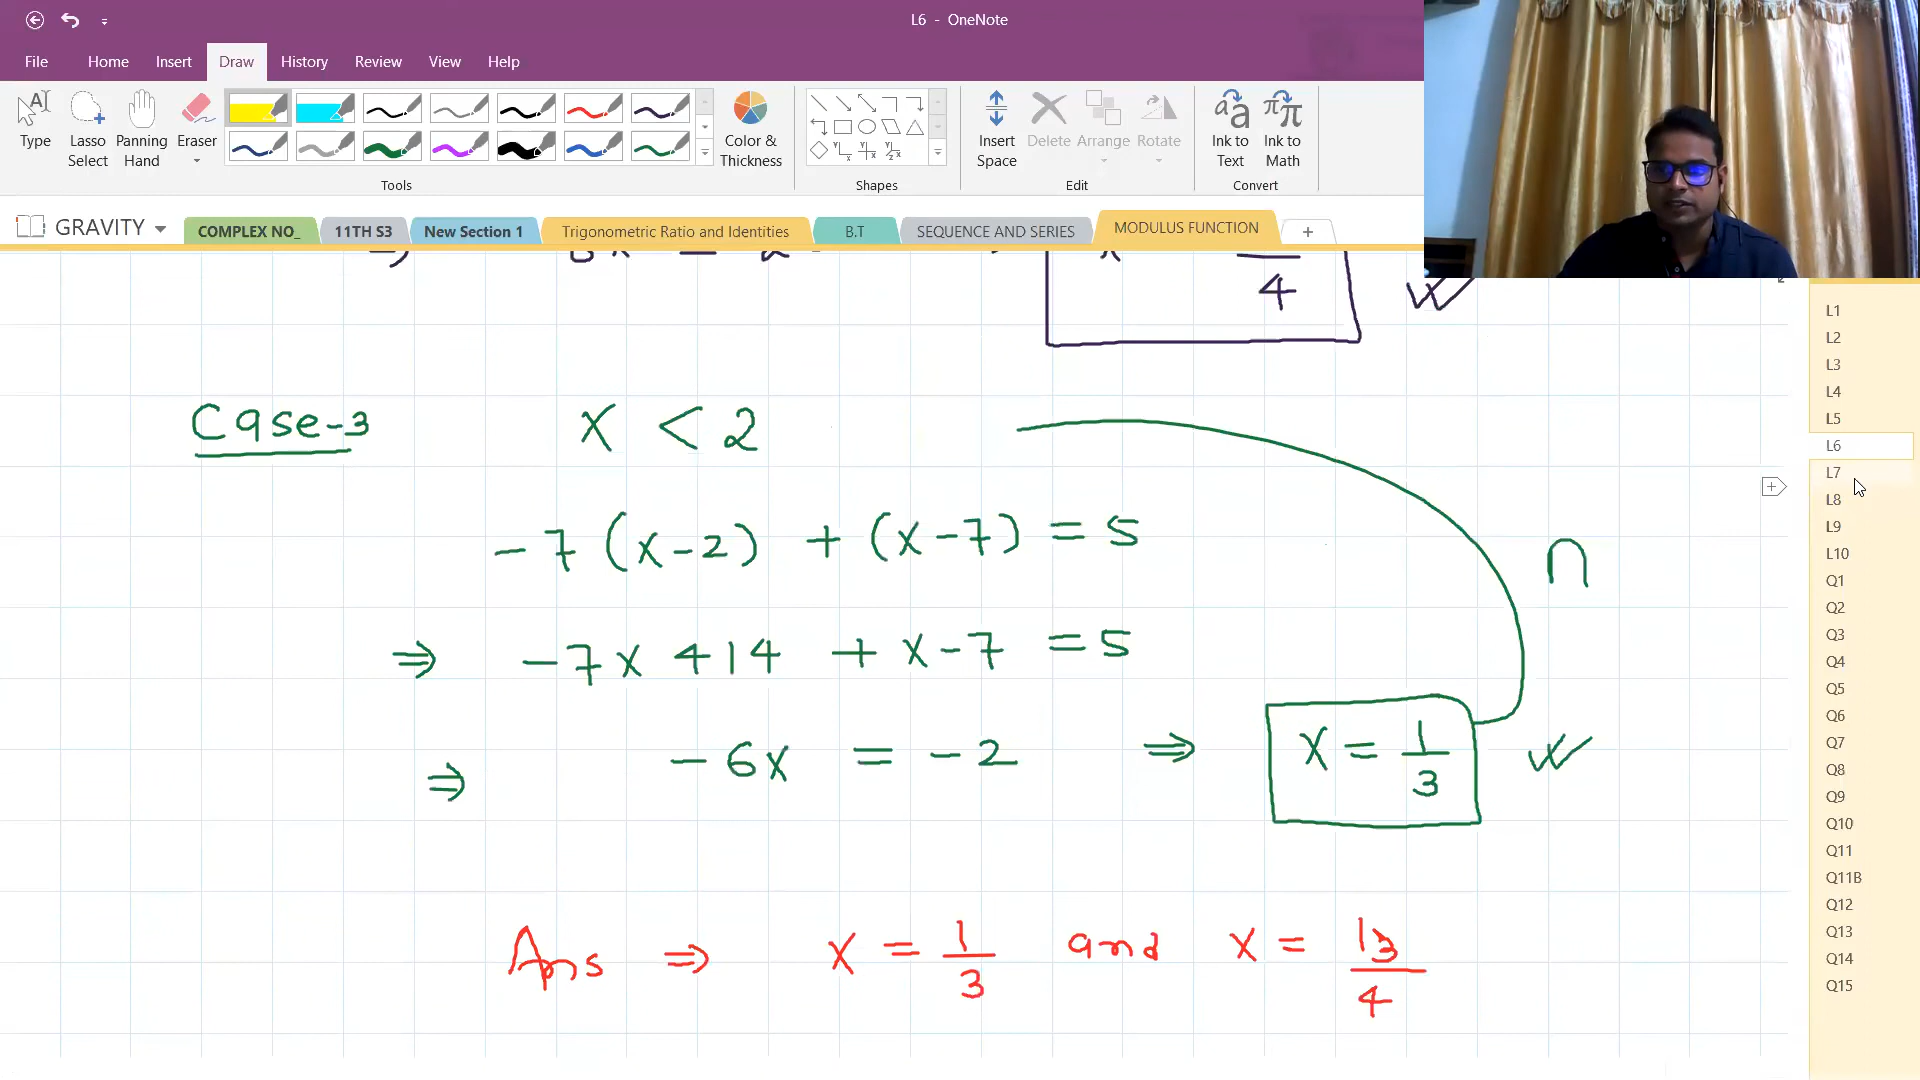 L6 - OneNote
File Home Insert Draw History Review View Help
Type Lasso Select Panning Hand Eraser Color & Thickness Insert Space Delete Arrange Rotate Ink to Text Ink to Math
Tools Shapes Edit Convert
GRAVITY COMPLEX NO_ 11TH S3 New Section 1 Trigonometric Ratio and Identities B.T SEQUENCE AND SERIES MODULUS FUNCTION +
4
Case-3 x < 2
-7 (x-2) + (x-7) = 5
∩
⇒ -7x +14 + x-7 = 5
⇒ -6x = -2 ⇒ x = 1/3
Ans ⇒ x = 1/3 and x = 13/4
L1
L2
L3
L4
L5
L6
L7
L8
L9
L10
Q1
Q2
Q3
Q4
Q5
Q6
Q7
Q8
Q9
Q10
Q11
Q11B
Q12
Q13
Q14
Q15